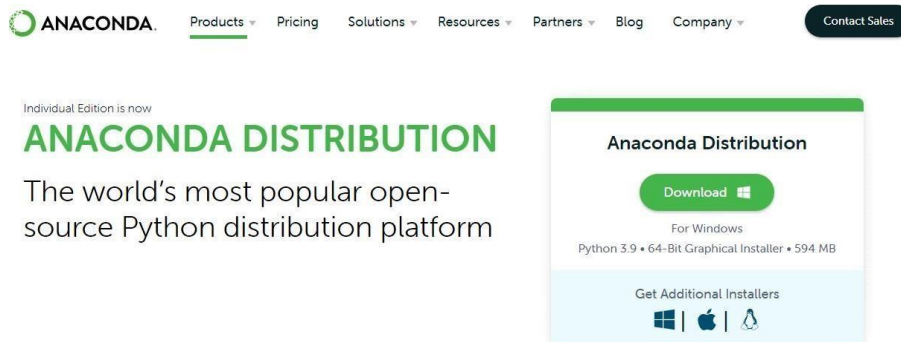 ANACONDA.
Products
Pricing
Solutions
Resources
Partners
Blog
Company
Contact Sales
Individual Edition is now
ANACONDA DISTRIBUTION
The world's most popular open-
source Python distribution platform
Anaconda Distribution
Download
For Windows
Python 3.9 • 64-Bit Graphical Installer • 594 MB
Get Additional Installers
| |